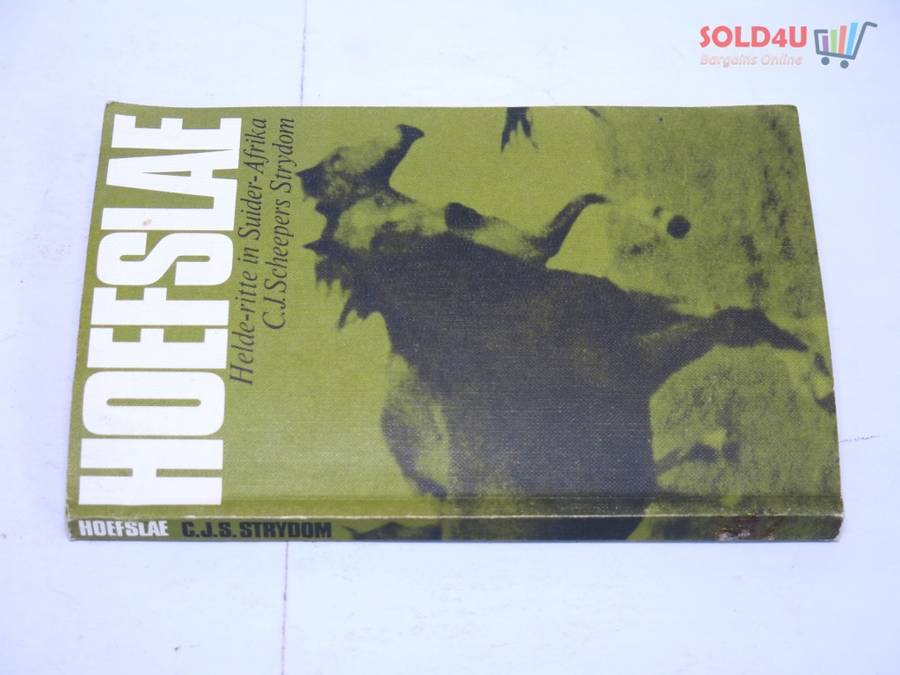 SOLD4U
Bargains Online
HOEFSLAE
Helde-ritte in Suider-Afrika
C.J.Scheepers Strydom
HOEFSLAE C.J.S. STRYDOM